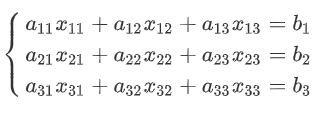 a₁₁x₁₁ + a₁₂x₁₂ + a₁₃x₁₃ = b₁
a₂₁x₂₁ + a₂₂x₂₂ + a₂₃x₂₃ = b₂
a₃₁x₃₁ + a₃₂x₃₂ + a₃₃x₃₃ = b₃